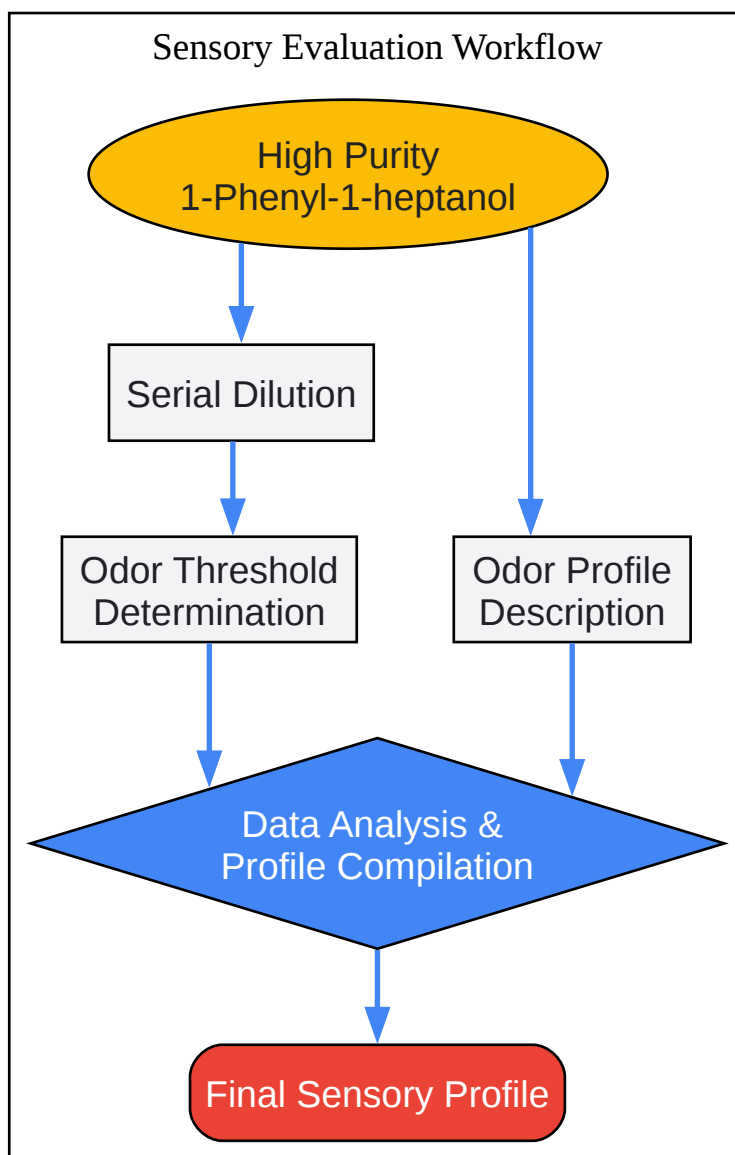 Sensory Evaluation Workflow
High Purity
1-Phenyl-1-heptanol
Serial Dilution
Odor Threshold
Determination
Odor Profile
Description
Data Analysis &
Profile Compilation
Final Sensory Profile